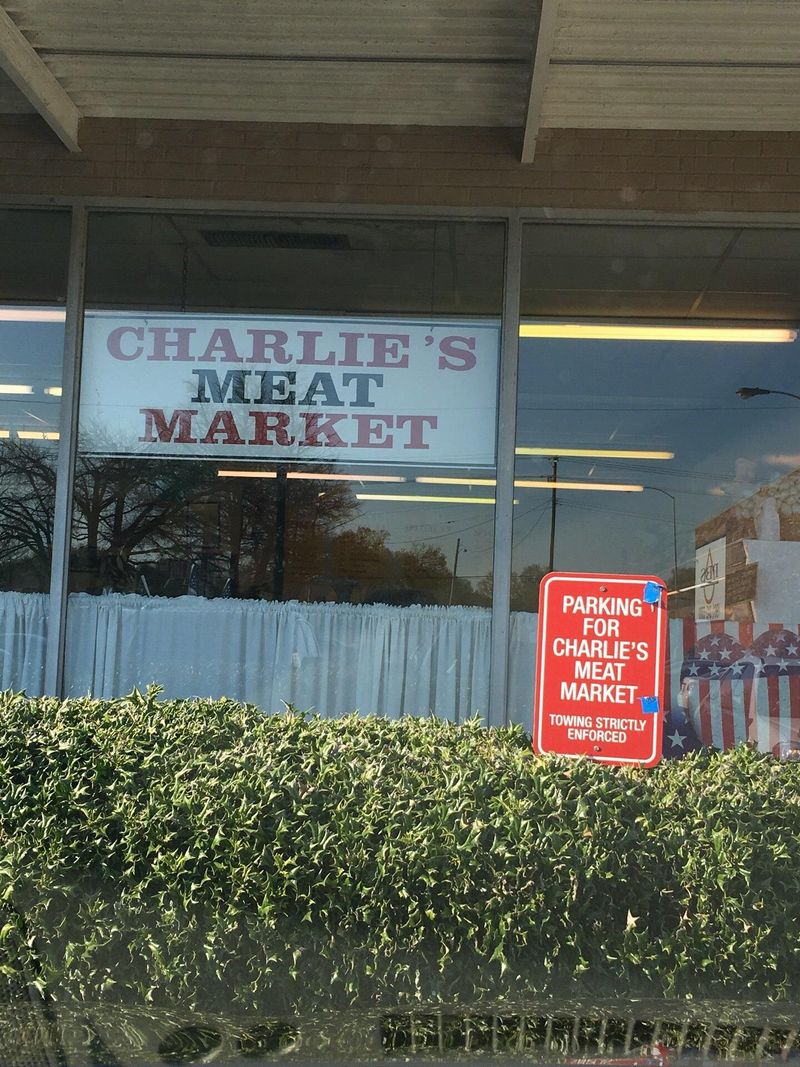 CHARLIE'S
MEAT
MARKET
PARKING
FOR
CHARLIE'S
MEAT
MARKET
TOWING STRICTLY
ENFORCED